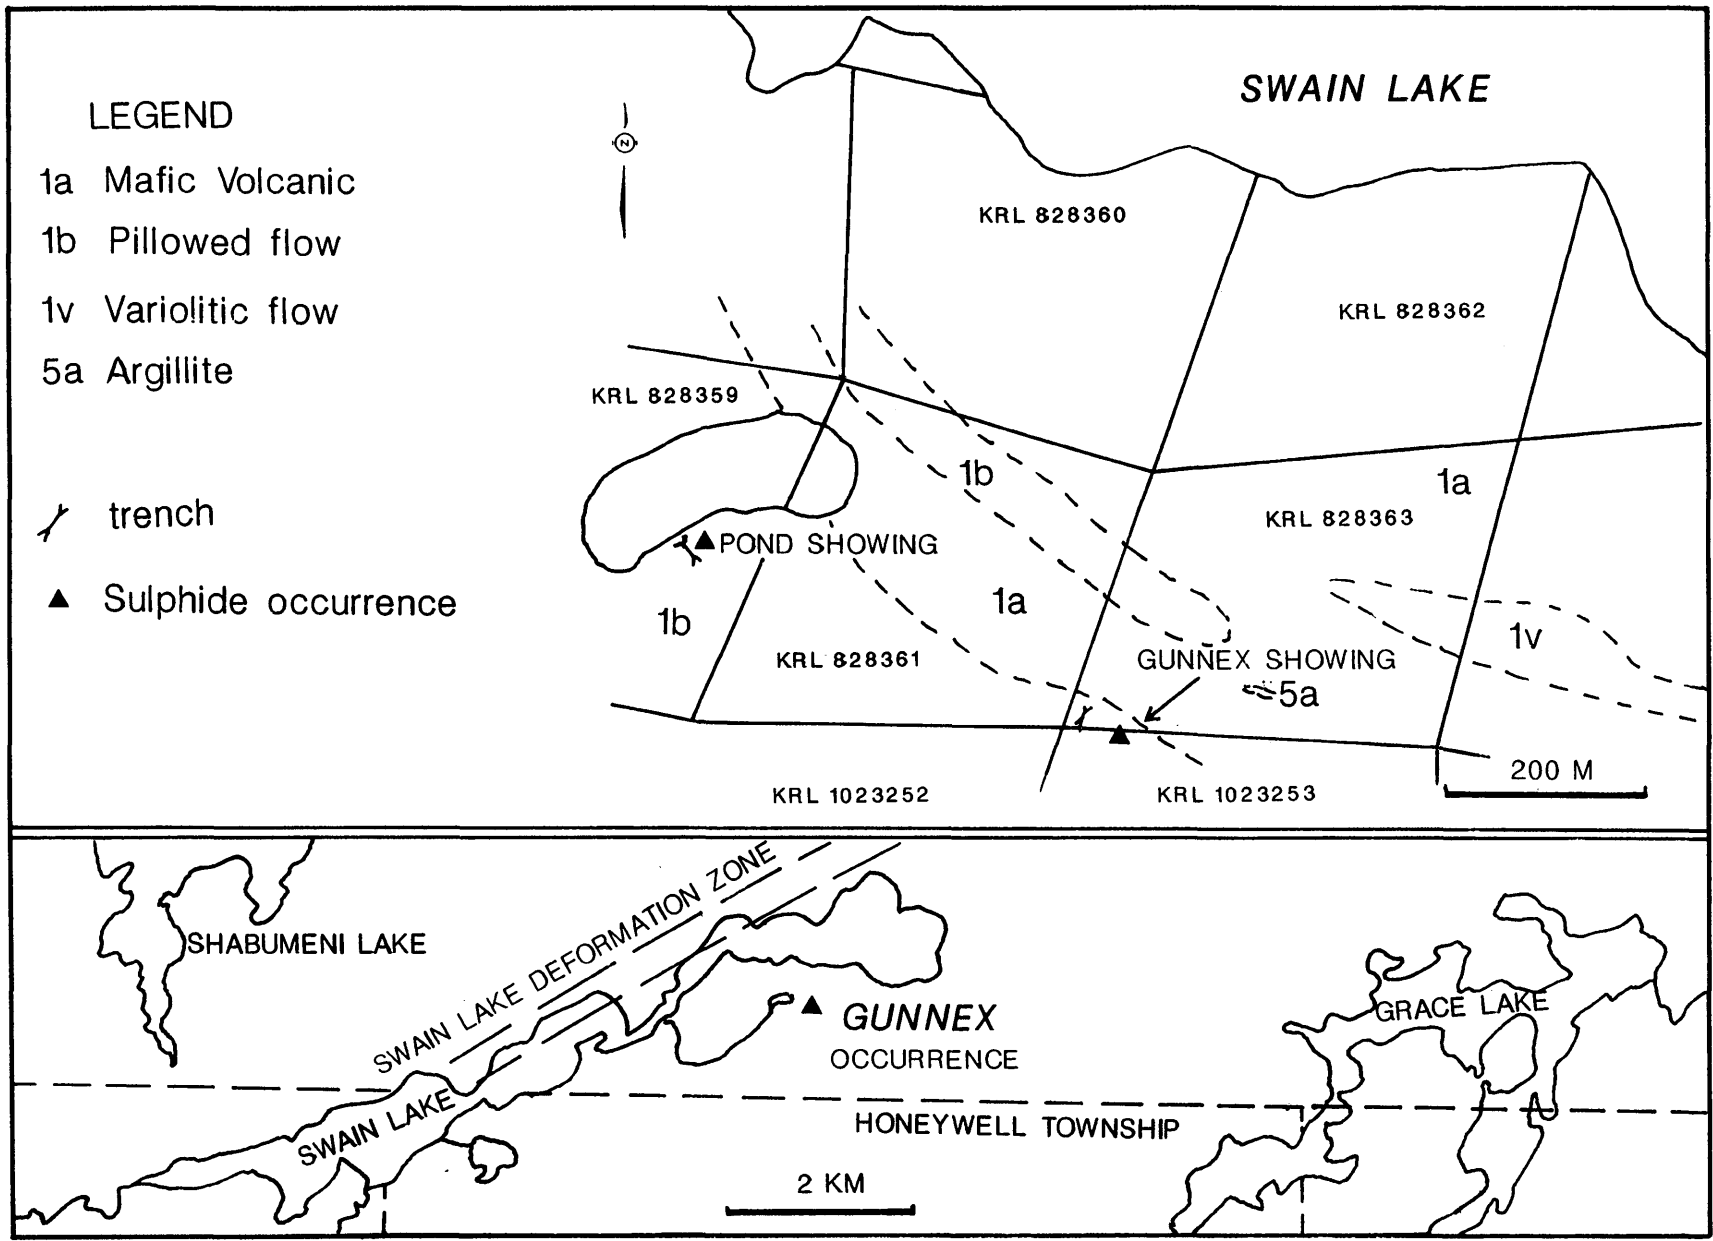 SWAIN LAKE
LEGEND
1a Mafic Volcanic
1b Pillowed flow
1v Variolitic flow
5a Argillite
trench
Sulphide occurrence
N
KRL 828360
KRL 828362
KRL 828359
1b
1a
KRL 828363
POND SHOWING
1a
1b
1v
KRL 828361
GUNNEX SHOWING
5a
200 M
KRL 1023252
KRL 1023253
SWAIN LAKE DEFORMATION ZONE
SHABUMENI LAKE
GRACE LAKE
GUNNEX
OCCURRENCE
SWAIN LAKE
HONEYWELL TOWNSHIP
2 KM